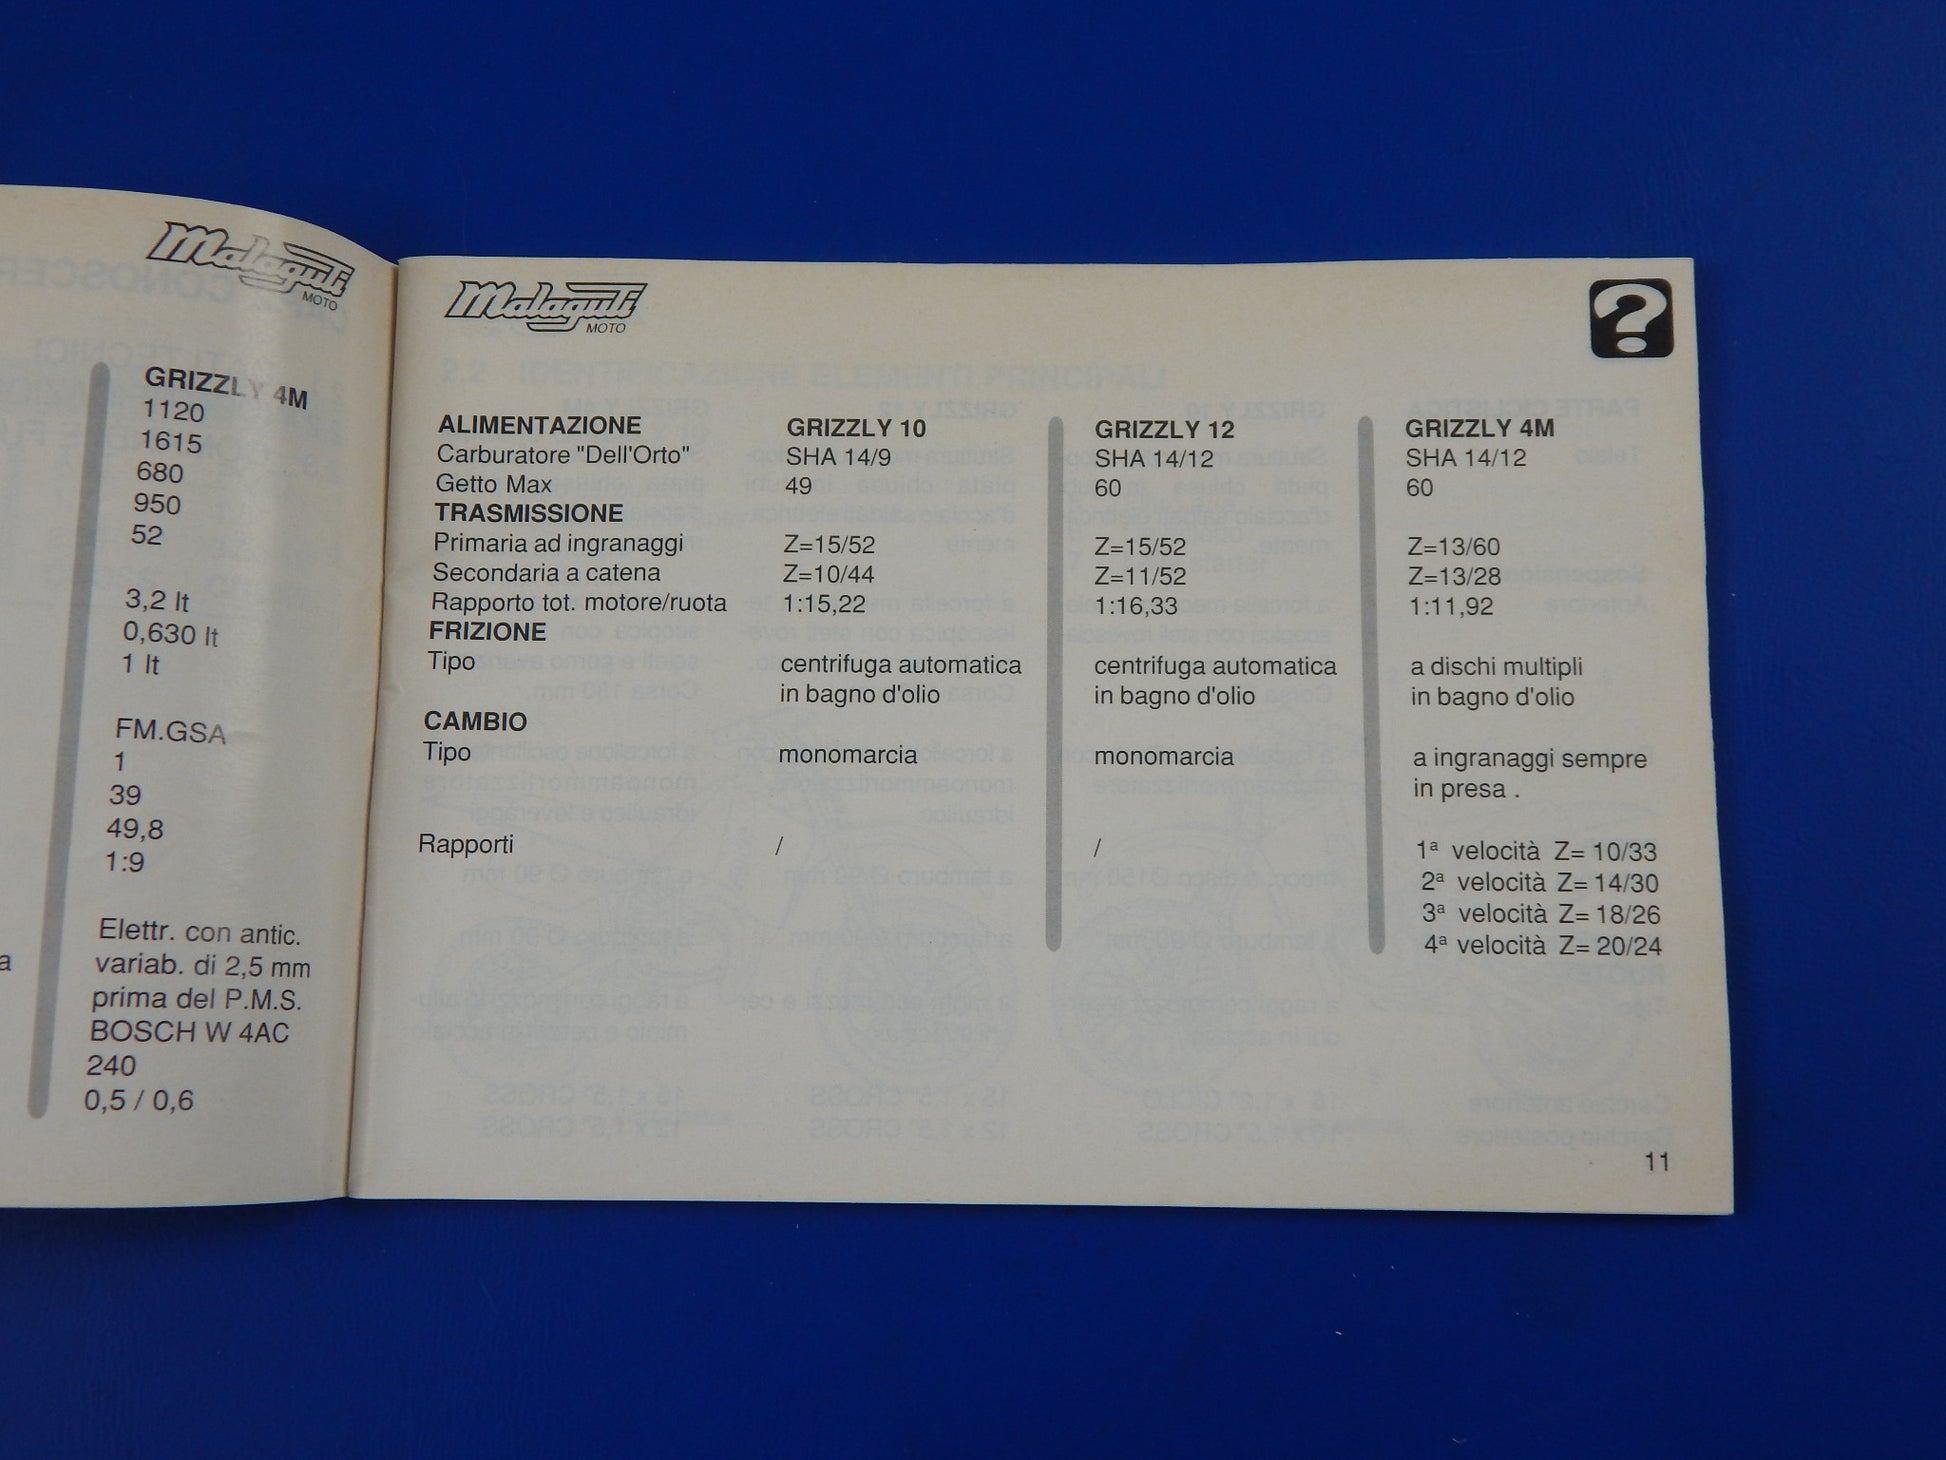 Malaguti
MOTO
GRIZZLY 4M
1120
1615
680
950
52
3,2 lt
0,630 lt
1 lt
FM.GSA
1
39
49,8
1:9
Elettr. con antic.
variab. di 2,5 mm
prima del P.M.S.
BOSCH W 4AC
240
0,5 / 0,6
a
Malaguti
MOTO
?
ALIMENTAZIONE GRIZZLY 10 GRIZZLY 12 GRIZZLY 4M
Carburatore "Dell'Orto" SHA 14/9 SHA 14/12 SHA 14/12
Getto Max 49 60 60
TRASMISSIONE
Primaria ad ingranaggi Z=15/52 Z=15/52 Z=13/60
Secondaria a catena Z=10/44 Z=11/52 Z=13/28
Rapporto tot. motore/ruota 1:15,22 1:16,33 1:11,92
FRIZIONE
Tipo centrifuga automatica centrifuga automatica a dischi multipli
in bagno d'olio in bagno d'olio in bagno d'olio
CAMBIO
Tipo monomarcia monomarcia a ingranaggi sempre
in presa .
Rapporti / / 1ª velocità Z= 10/33
2ª velocità Z= 14/30
3ª velocità Z= 18/26
4ª velocità Z= 20/24
11